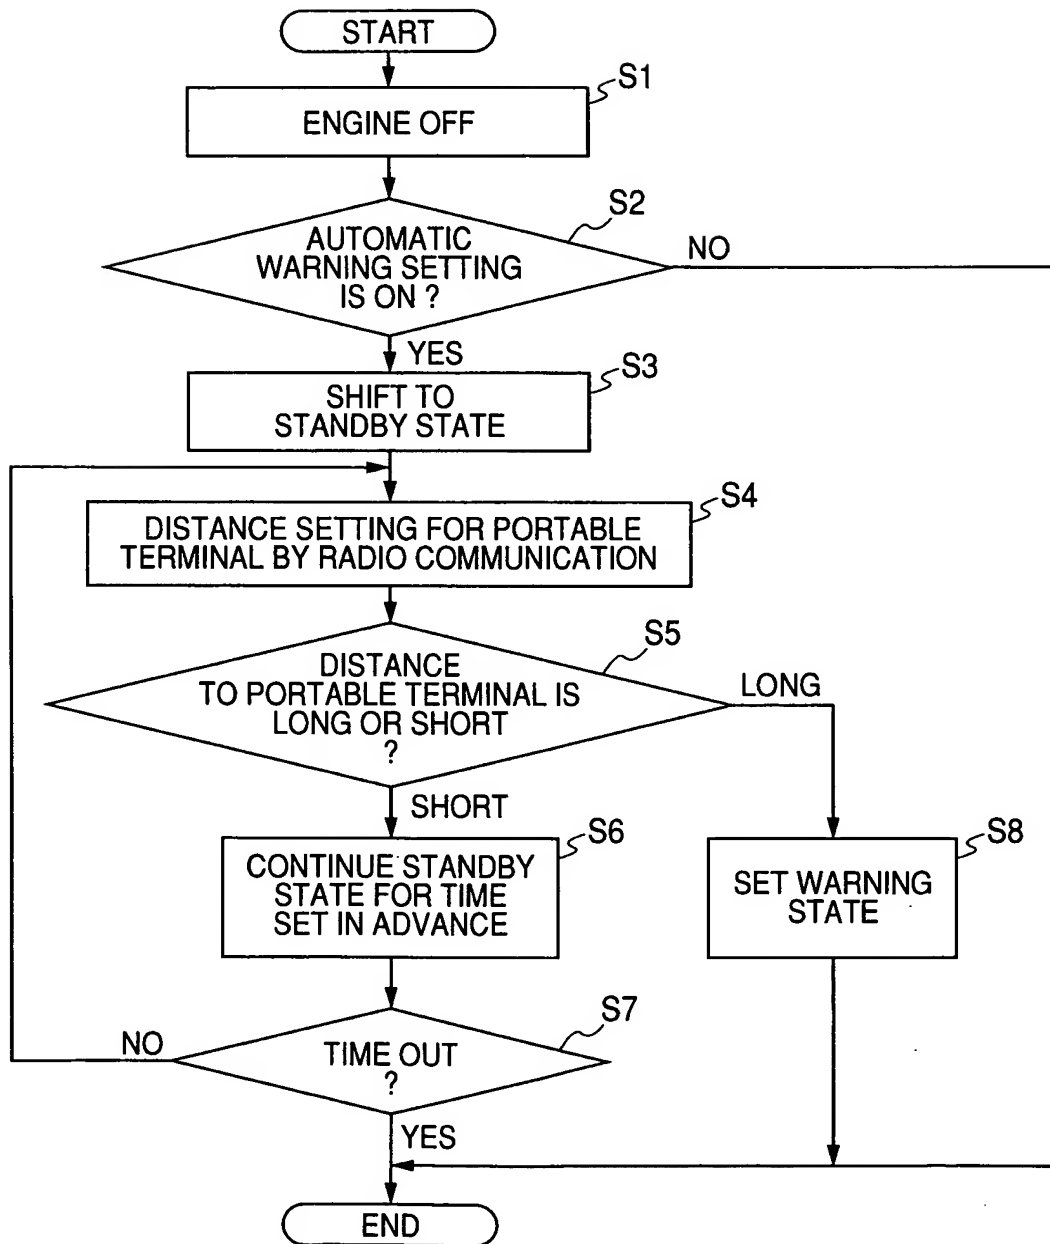 START
S1
ENGINE OFF
S2
AUTOMATIC
WARNING SETTING
IS ON ?
NO
YES
S3
SHIFT TO
STANDBY STATE
S4
DISTANCE SETTING FOR PORTABLE
TERMINAL BY RADIO COMMUNICATION
S5
DISTANCE
TO PORTABLE TERMINAL IS
LONG OR SHORT
?
LONG
SHORT
S6
CONTINUE STANDBY
STATE FOR TIME
SET IN ADVANCE
S8
SET WARNING
STATE
S7
TIME OUT
?
NO
YES
END